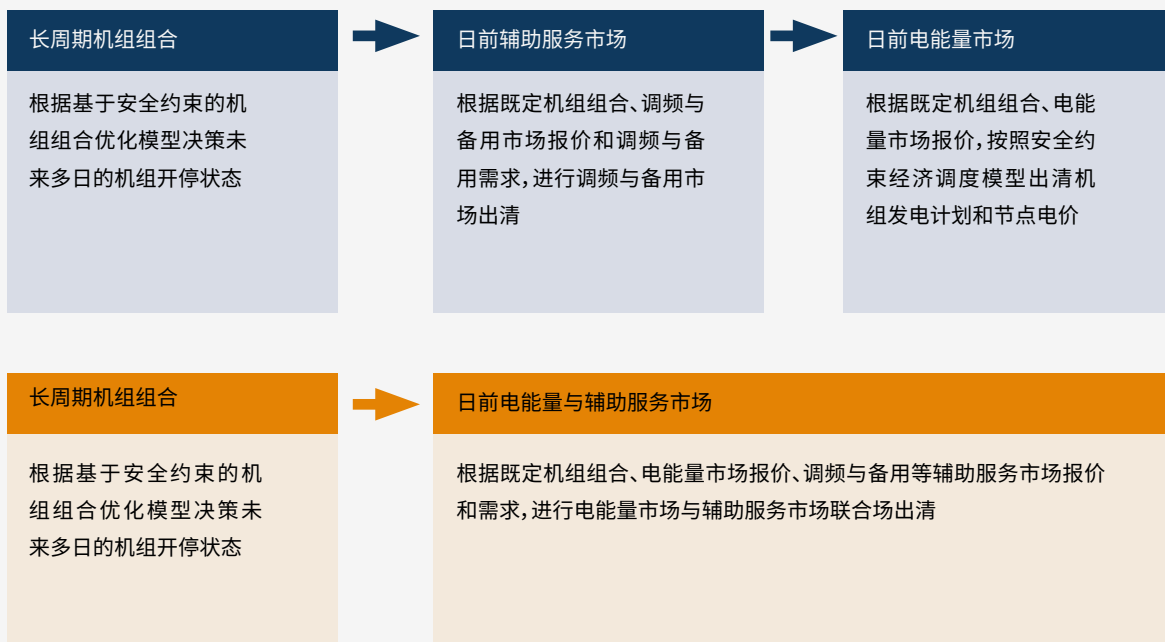 长周期机组组合
根据基于安全约束的机
组组合优化模型决策未
来多日的机组开停状态
日前辅助服务市场
根据既定机组组合、调频与
备用市场报价和调频与备
用需求,进行调频与备用市
场出清
日前电能量市场
根据既定机组组合、电能
量市场报价,按照安全约
束经济调度模型出清机
组发电计划和节点电价
长周期机组组合
根据基于安全约束的机
组组合优化模型决策未
来多日的机组开停状态
日前电能量与辅助服务市场
根据既定机组组合、电能量市场报价、调频与备用等辅助服务市场报价
和需求,进行电能量市场与辅助服务市场联合场出清